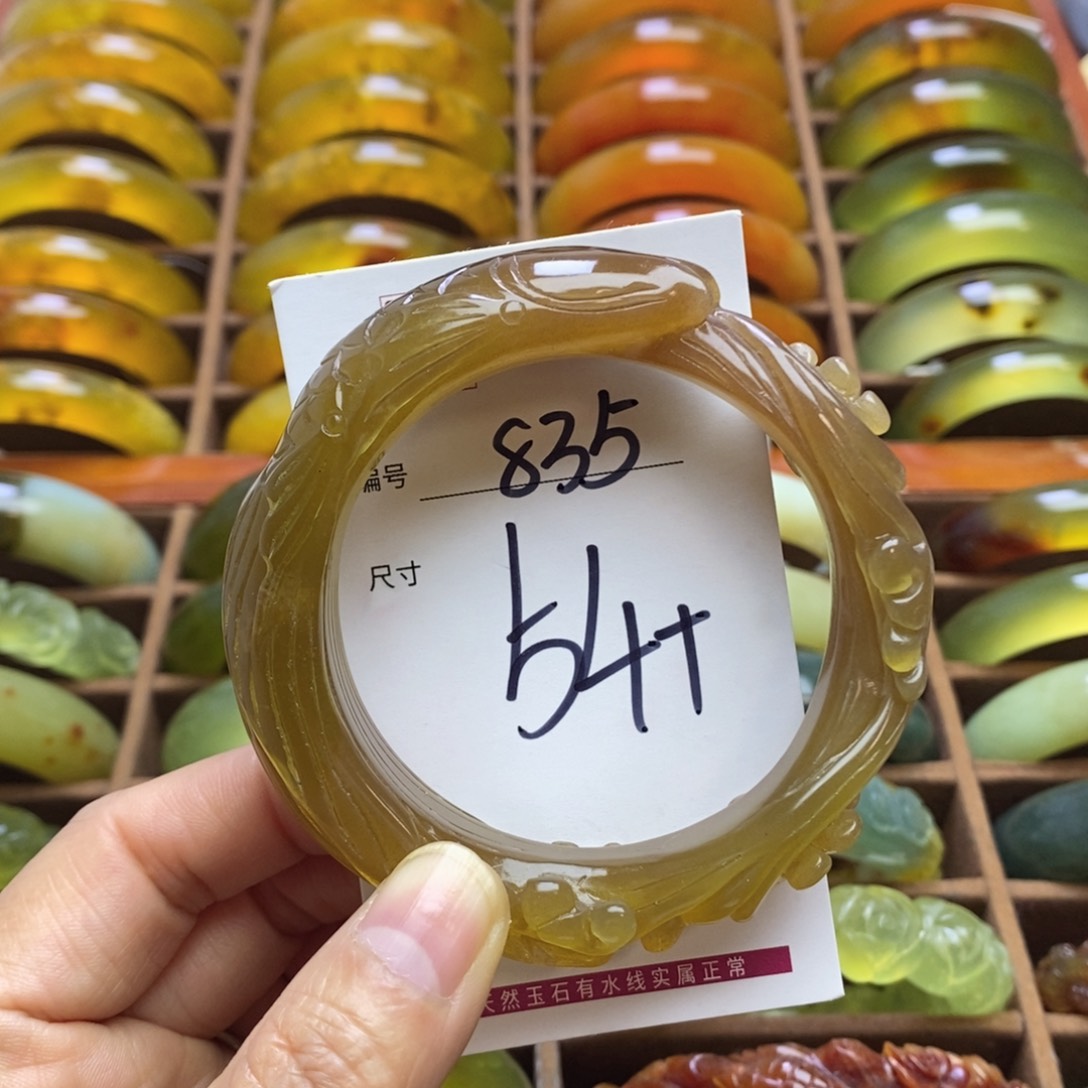 编号 835
尺寸 54+
天然玉石有水线实属正常